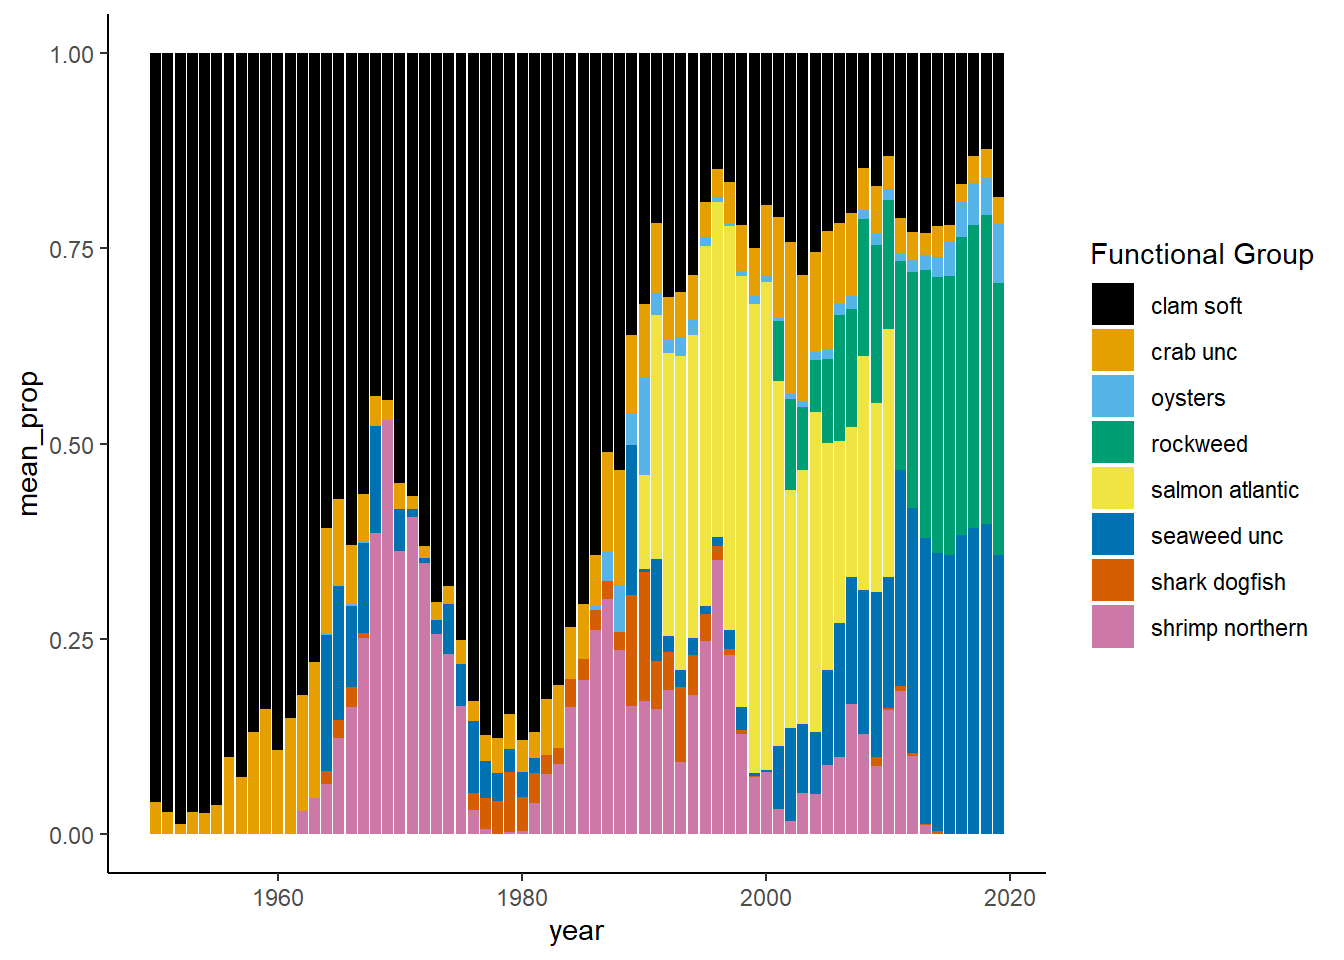 1.00
0.75
0.50
0.25
0.00
mean_prop
1960
1980
2000
2020
year
Functional Group
clam soft
crab unc
oysters
rockweed
salmon atlantic
seaweed unc
shark dogfish
shrimp northern